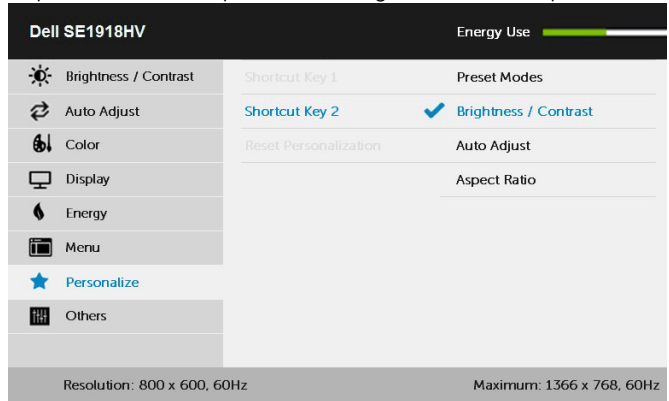 Dell SE1918HV
Energy Use
Brightness / Contrast
Auto Adjust
Color
Display
Energy
Menu
Personalize
Others
Shortcut Key 1
Shortcut Key 2
Reset Personalization
Preset Modes
Brightness / Contrast
Auto Adjust
Aspect Ratio
Resolution: 800 x 600, 60Hz
Maximum: 1366 x 768, 60Hz